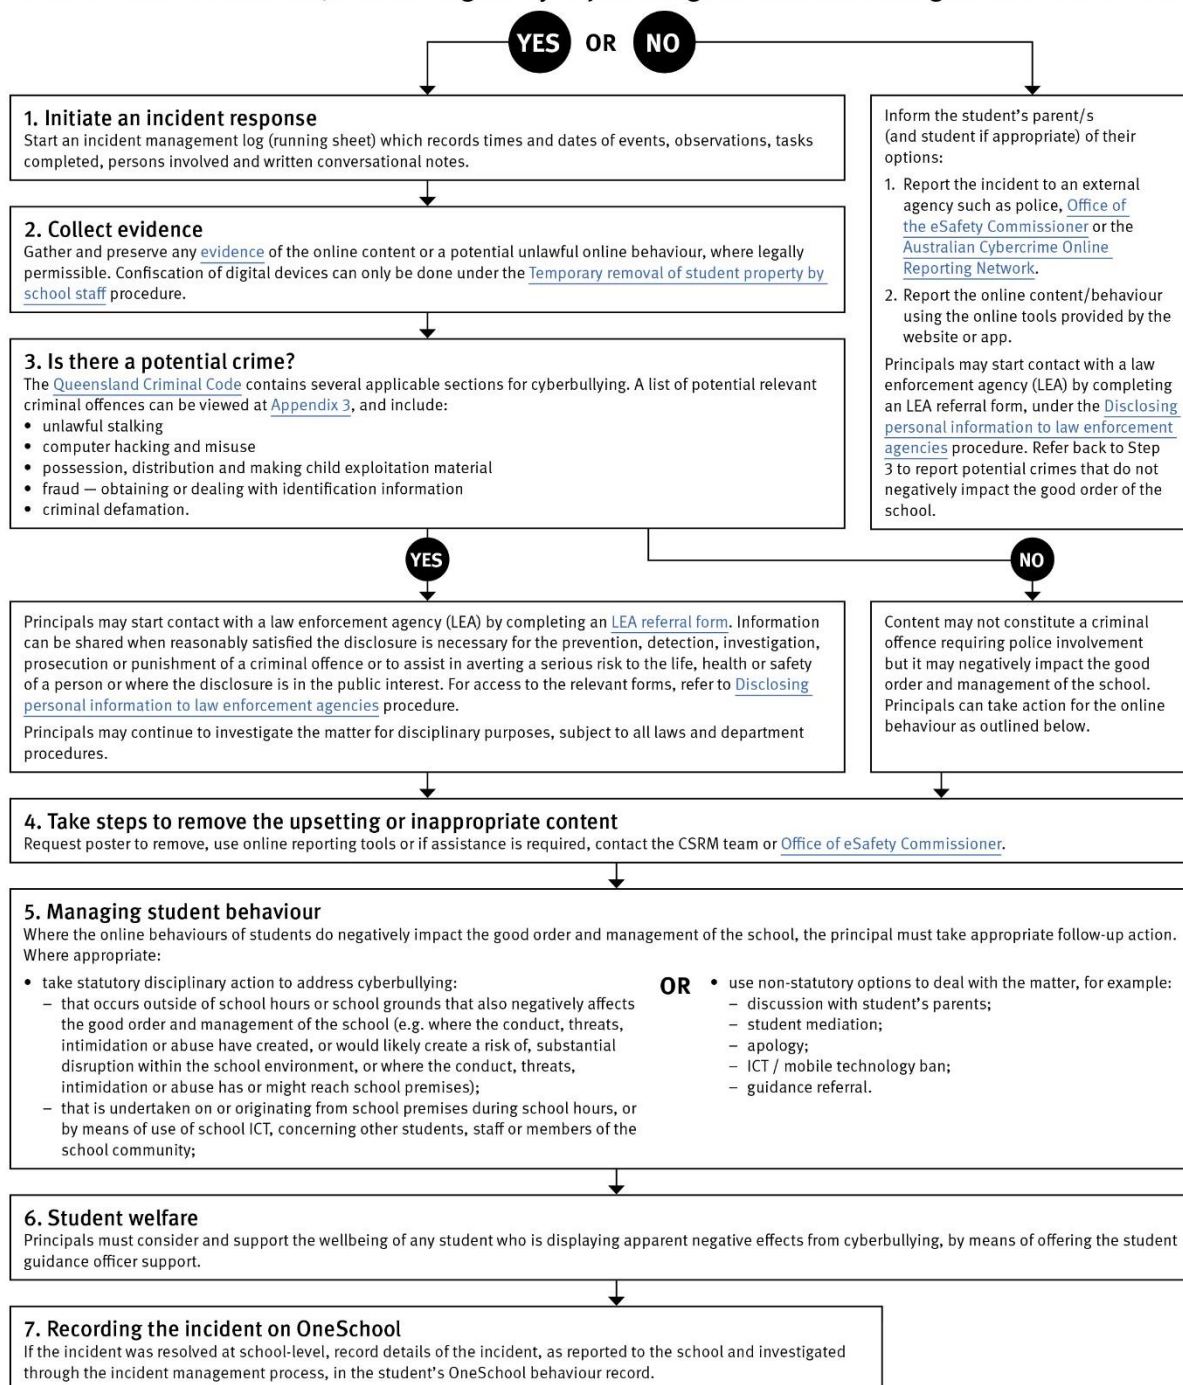 YES OR NO
1. Initiate an incident response
Start an incident management log (running sheet) which records times and dates of events, observations, tasks
completed, persons involved and written conversational notes.
2. Collect evidence
Gather and preserve any evidence of the online content or a potential unlawful online behaviour, where legally
permissible. Confiscation of digital devices can only be done under the Temporary removal of student property by
school staff procedure.
3. Is there a potential crime?
The Queensland Criminal Code contains several applicable sections for cyberbullying. A list of potential relevant
criminal offences can be viewed at Appendix 3, and include:
• unlawful stalking
• computer hacking and misuse
• possession, distribution and making child exploitation material
• fraud — obtaining or dealing with identification information
• criminal defamation.
Inform the student's parent/s
(and student if appropriate) of their
options:
1. Report the incident to an external
agency such as police, Office of
the eSafety Commissioner or the
Australian Cybercrime Online
Reporting Network.
2. Report the online content/behaviour
using the online tools provided by the
website or app.
Principals may start contact with a law
enforcement agency (LEA) by completing
an LEA referral form, under the Disclosing
personal information to law enforcement
agencies procedure. Refer back to Step
3 to report potential crimes that do not
negatively impact the good order of the
school.
YES
NO
Principals may start contact with a law enforcement agency (LEA) by completing an LEA referral form. Information
can be shared when reasonably satisfied the disclosure is necessary for the prevention, detection, investigation,
prosecution or punishment of a criminal offence or to assist in averting a serious risk to the life, health or safety
of a person or where the disclosure is in the public interest. For access to the relevant forms, refer to Disclosing
personal information to law enforcement agencies procedure.
Principals may continue to investigate the matter for disciplinary purposes, subject to all laws and department
procedures.
Content may not constitute a criminal
offence requiring police involvement
but it may negatively impact the good
order and management of the school.
Principals can take action for the online
behaviour as outlined below.
4. Take steps to remove the upsetting or inappropriate content
Request poster to remove, use online reporting tools or if assistance is required, contact the CSRM team or Office of eSafety Commissioner.
5. Managing student behaviour
Where the online behaviours of students do negatively impact the good order and management of the school, the principal must take appropriate follow-up action.
Where appropriate:
• take statutory disciplinary action to address cyberbullying:
– that occurs outside of school hours or school grounds that also negatively affects
the good order and management of the school (e.g. where the conduct, threats,
intimidation or abuse have created, or would likely create a risk of, substantial
disruption within the school environment, or where the conduct, threats,
intimidation or abuse has or might reach school premises);
– that is undertaken on or originating from school premises during school hours, or
by means of use of school ICT, concerning other students, staff or members of the
school community;
OR
• use non-statutory options to deal with the matter, for example:
– discussion with student's parents;
– student mediation;
– apology;
– ICT / mobile technology ban;
– guidance referral.
6. Student welfare
Principals must consider and support the wellbeing of any student who is displaying apparent negative effects from cyberbullying, by means of offering the student
guidance officer support.
7. Recording the incident on OneSchool
If the incident was resolved at school-level, record details of the incident, as reported to the school and investigated
through the incident management process, in the student's OneSchool behaviour record.